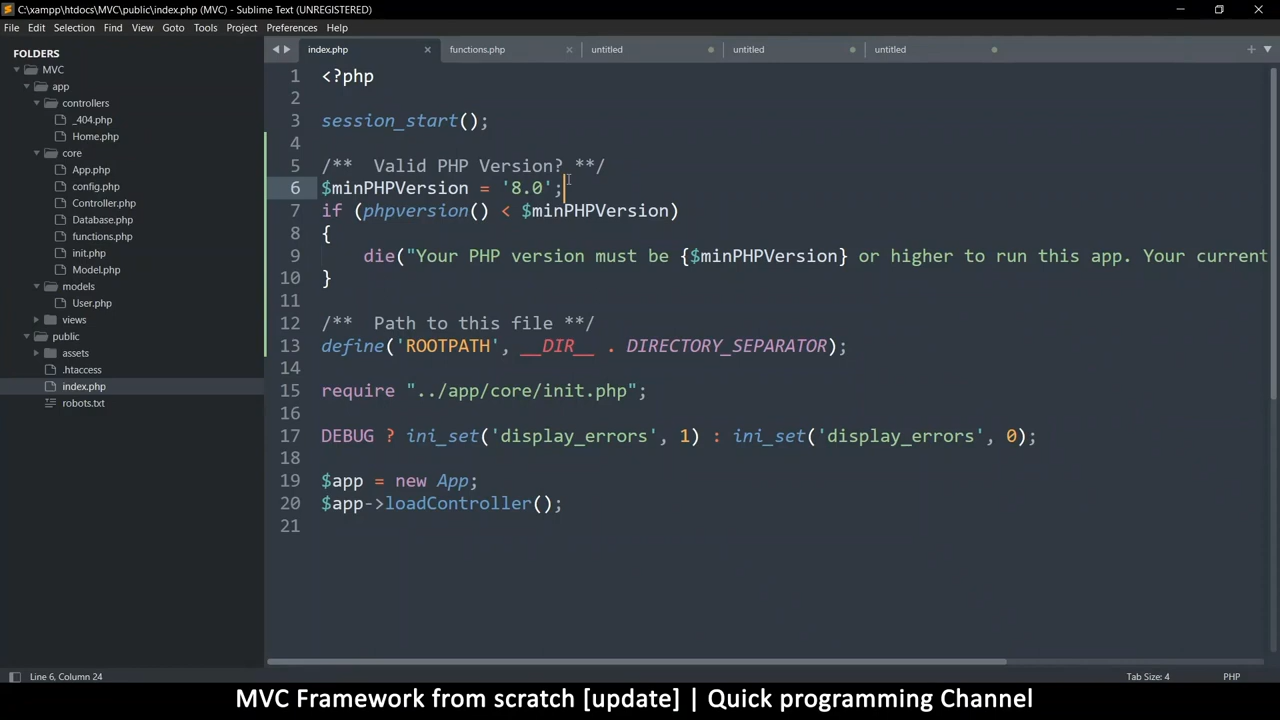 C:\xampp\htdocs\MVC\public\index.php (MVC) - Sublime Text (UNREGISTERED)
File Edit Selection Find View Goto Tools Project Preferences Help
FOLDERS
MVC
app
controllers
_404.php
Home.php
core
App.php
config.php
Controller.php
Database.php
functions.php
init.php
Model.php
models
User.php
views
public
assets
.htaccess
index.php
robots.txt
index.php functions.php untitled untitled untitled
1 <?php
2
3 session_start();
4
5 /**  Valid PHP Version? **/
6 $minPHPVersion = '8.0';
7 if (phpversion() < $minPHPVersion)
8 {
9     die("Your PHP version must be {$minPHPVersion} or higher to run this app. Your current
10 }
11
12 /**  Path to this file **/
13 define('ROOTPATH', __DIR__ . DIRECTORY_SEPARATOR);
14
15 require "../app/core/init.php";
16
17 DEBUG ? ini_set('display_errors', 1) : ini_set('display_errors', 0);
18
19 $app = new App;
20 $app->loadController();
21
Line 6, Column 24 Tab Size: 4 PHP
MVC Framework from scratch [update] | Quick programming Channel